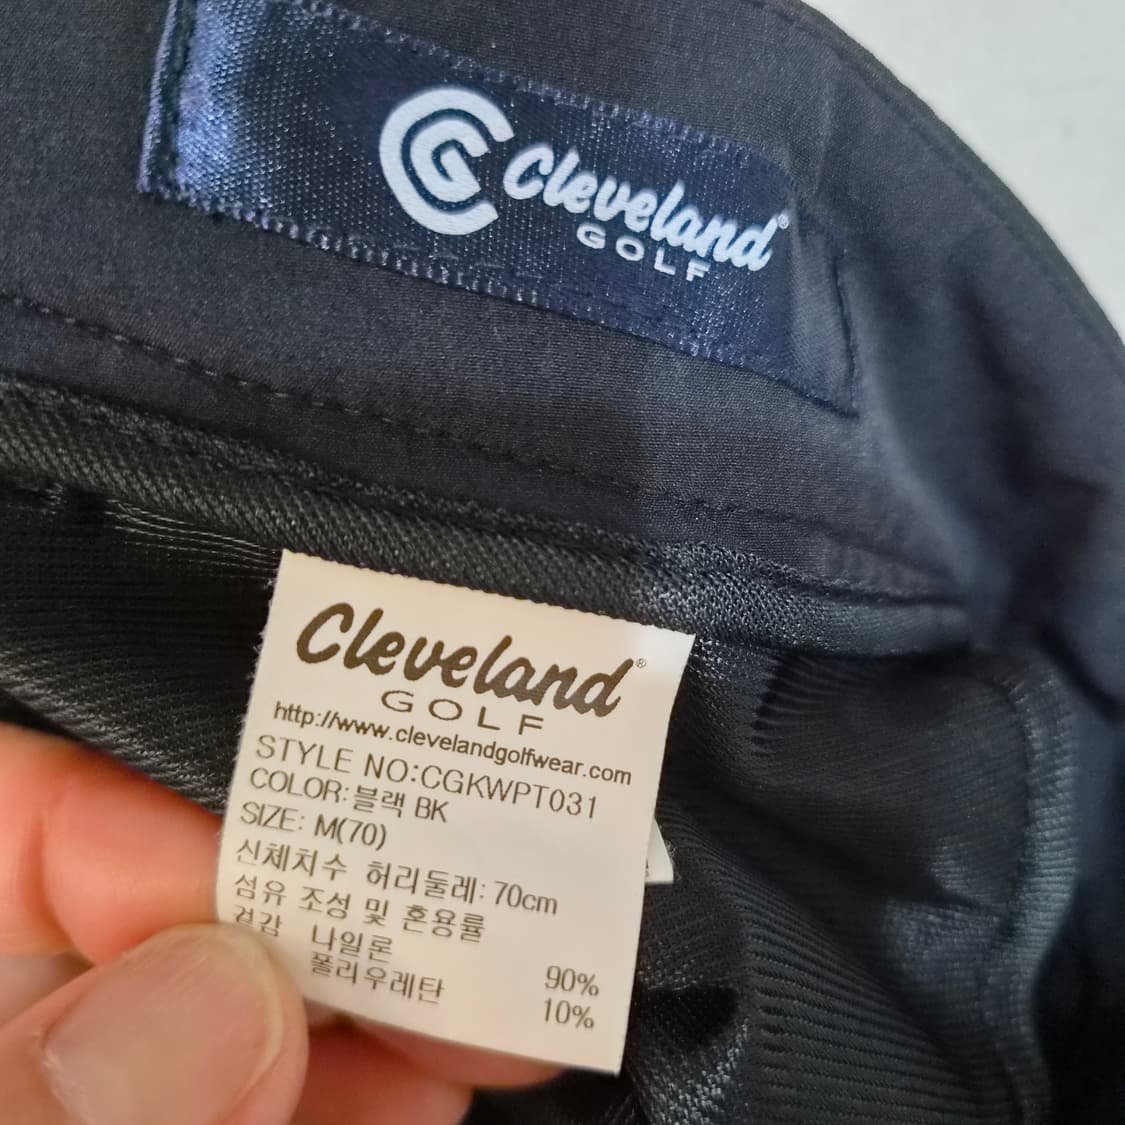 CG Cleveland®
GOLF
Cleveland®
GOLF
http://www.clevelandgolfwear.com
STYLE NO:CGKWPT031
COLOR:블랙 BK
SIZE: M(70)
신체치수 허리둘레: 70cm
섬유 조성 및 혼용률
겉감 나일론 90%
폴리우레탄 10%